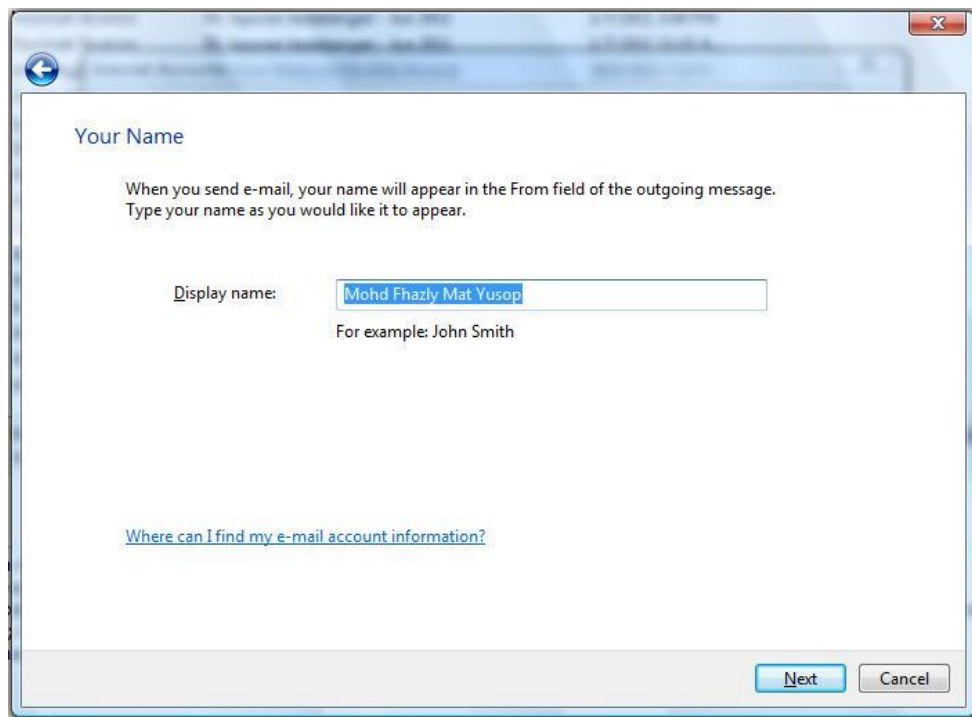 Your Name
When you send e-mail, your name will appear in the From field of the outgoing message.
Type your name as you would like it to appear.
Display name: Mohd Fhazly Mat Yusop
For example: John Smith
Where can I find my e-mail account information?
Next Cancel